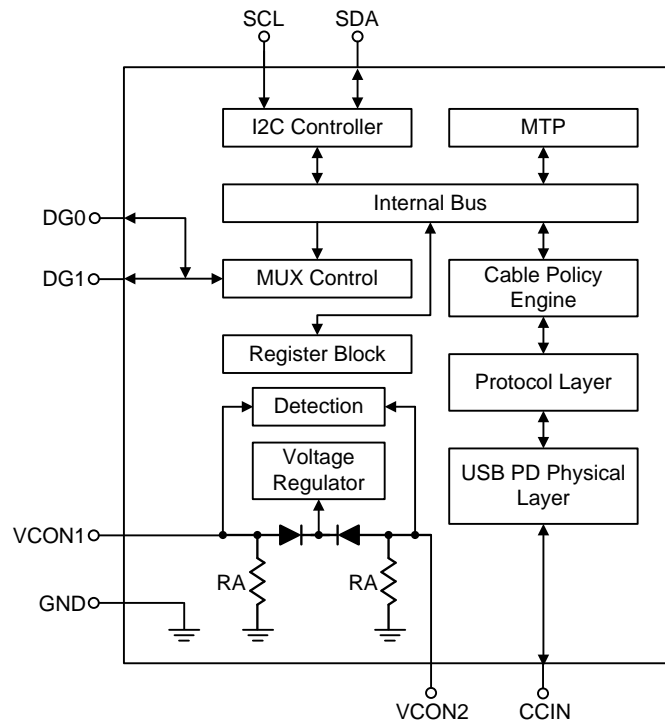 SCL
SDA
I2C Controller
MTP
Internal Bus
DG0
DG1
MUX Control
Cable Policy
Engine
Register Block
Protocol Layer
Detection
Voltage
Regulator
USB PD Physical
Layer
VCON1
RA
RA
GND
VCON2
CCIN